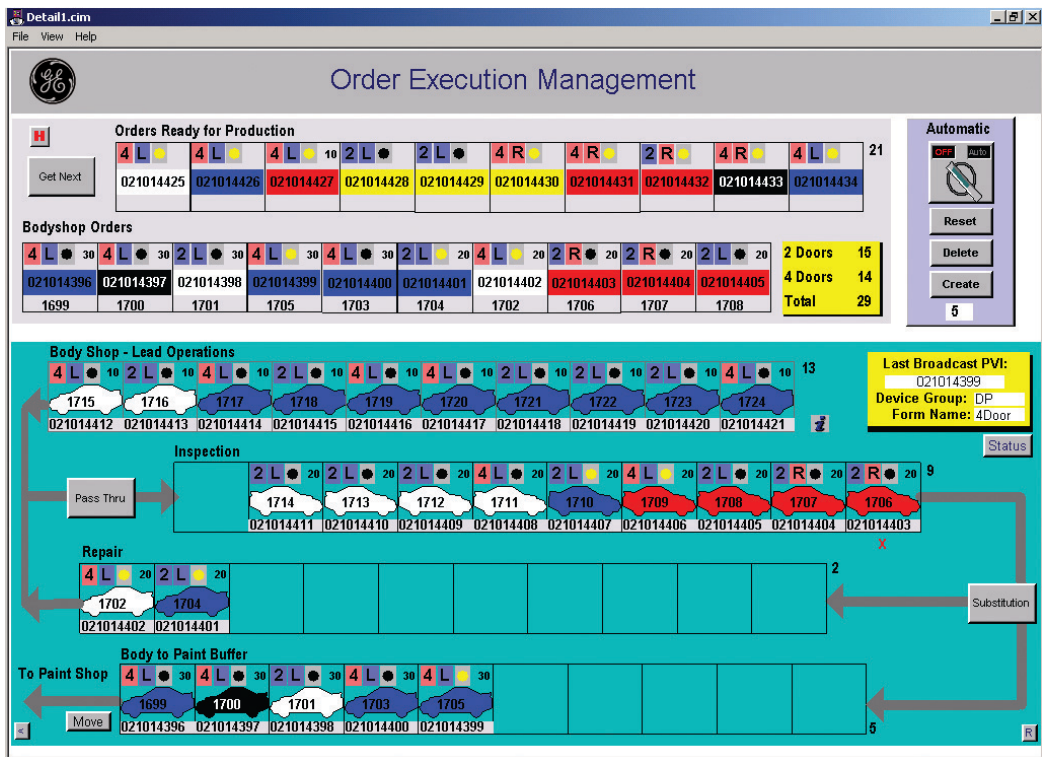 Detail1.cim
File View Help
Order Execution Management
H
Orders Ready for Production
Get Next
4 L 4 L 4 L 10 2 L 2 L 4 R 4 R 2 R 4 R 4 L 21
021014425 021014426 021014427 021014428 021014429 021014430 021014431 021014432 021014433 021014434
Bodyshop Orders
4 L 30 4 L 30 2 L 30 4 L 30 4 L 30 2 L 20 4 L 20 2 R 20 2 R 20 2 L 20
021014396 021014397 021014398 021014399 021014400 021014401 021014402 021014403 021014404 021014405
1699 1700 1701 1705 1703 1704 1702 1706 1707 1708
2 Doors 15
4 Doors 14
Total 29
Automatic
OFF Auto
Reset
Delete
Create
5
Body Shop - Lead Operations
4 L 10 2 L 10 4 L 10 2 L 10 4 L 10 4 L 10 2 L 10 2 L 10 2 L 10 4 L 10 13
1715 1716 1717 1718 1719 1720 1721 1722 1723 1724
021014412 021014413 021014414 021014415 021014416 021014417 021014418 021014419 021014420 021014421
i
Last Broadcast PVI:
021014399
Device Group: DP
Form Name: 4Door
Status
Inspection
Pass Thru
2 L 20 2 L 20 2 L 20 4 L 20 2 L 20 4 L 20 2 L 20 2 R 20 2 R 20 9
1714 1713 1712 1711 1710 1709 1708 1707 1706
021014411 021014410 021014409 021014408 021014407 021014406 021014405 021014404 021014403
X
Repair
4 L 20 2 L 20 2
1702 1704
021014402 021014401
Substitution
Body to Paint Buffer
To Paint Shop
4 L 30 4 L 30 2 L 30 4 L 30 4 L 30
1699 1700 1701 1703 1705
Move
021014396 021014397 021014398 021014400 021014399 5
<
R